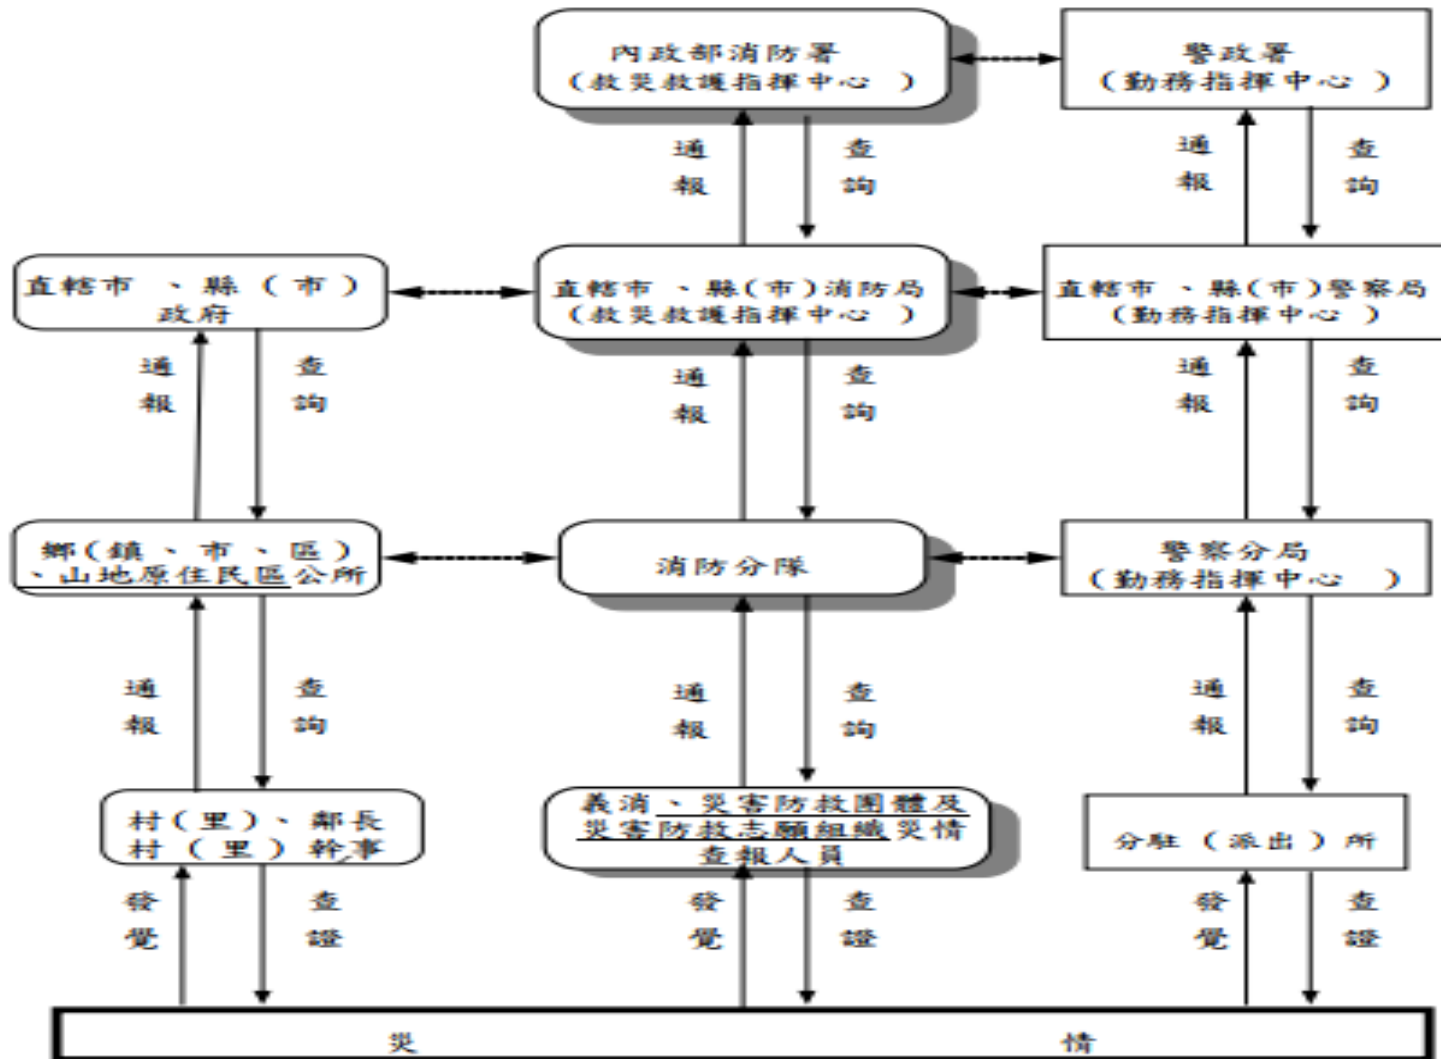 內政部消防署
(救災救護指揮中心 )
警政署
(勤務指揮中心 )
通報
查詢
通報
查詢
直轄市 、縣(市)
政府
直轄市 、縣(市)消防局
(救災救護指揮中心 )
直轄市 、縣(市)警察局
(勤務指揮中心 )
通報
查詢
通報
查詢
通報
查詢
鄉(鎮、市、區)
、山地原住民區公所
消防分隊
警察分局
(勤務指揮中心 )
通報
查詢
通報
查詢
通報
查詢
村(里)、鄰長
村(里)幹事
義消、災害防救團體及
災害防救志願組織災情
查報人員
分駐(派出)所
發覺
查證
發覺
查證
發覺
查證
災 情